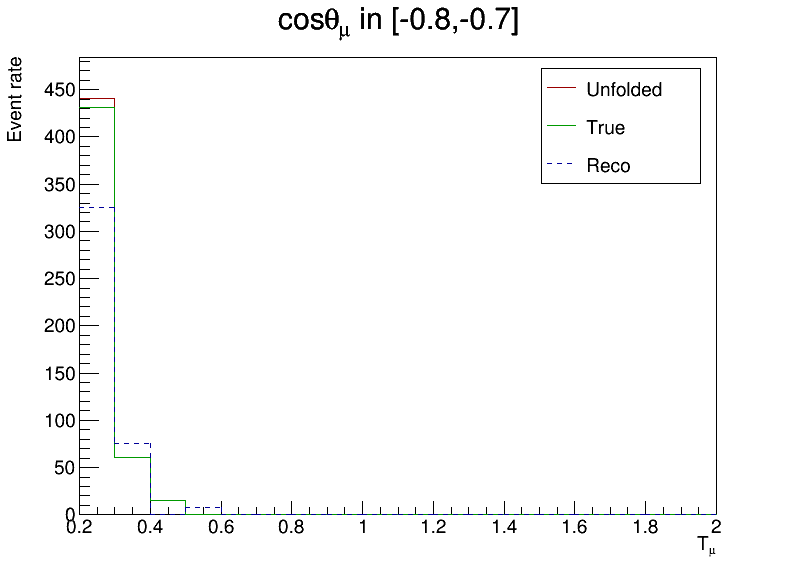 cosθμ in [-0.8,-0.7]
Event rate
Unfolded
True
Reco
450
400
350
300
250
200
150
100
50
0
0.2 0.4 0.6 0.8 1 1.2 1.4 1.6 1.8 2
Tμ